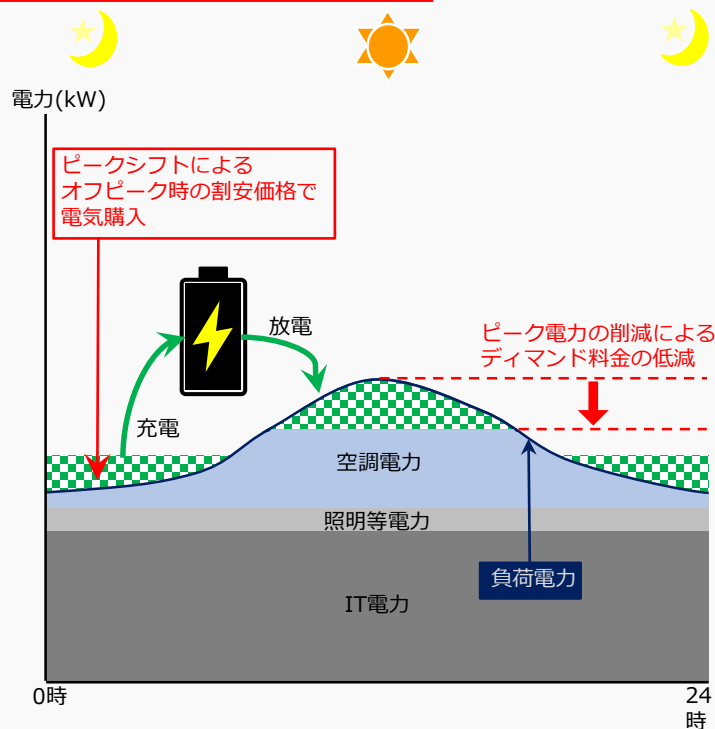 電力(kW)
ピークシフトによる
オフピーク時の割安価格で
電気購入
放電
ピーク電力の削減による
ディマンド料金の低減
充電
空調電力
照明等電力
負荷電力
IT電力
0時
24
時